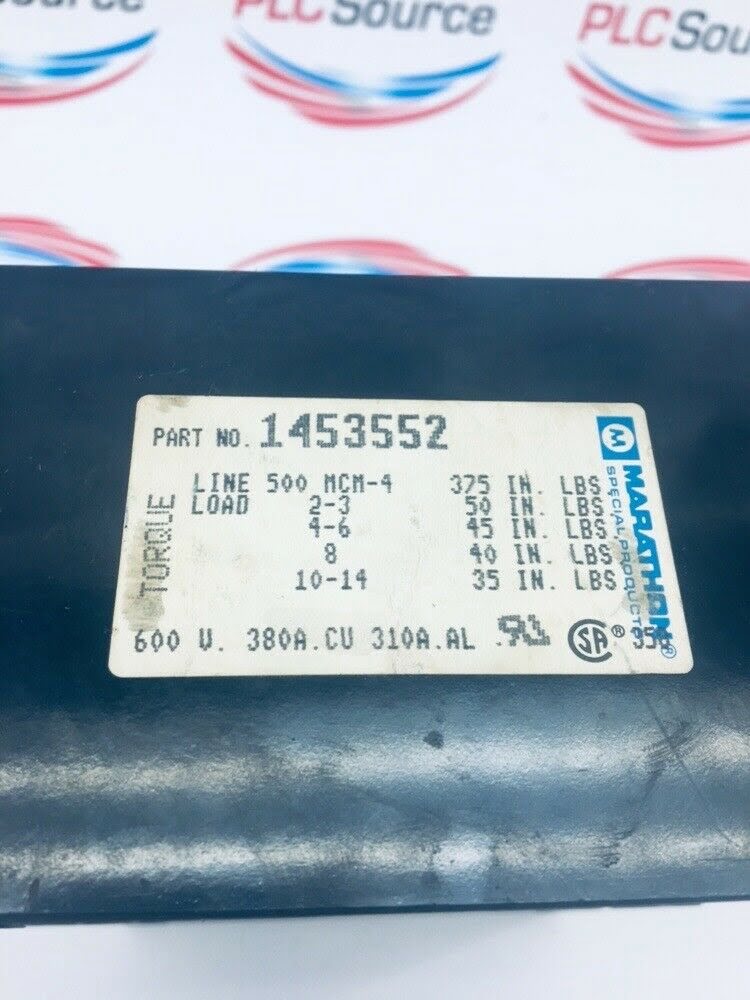 PLC Source
PLC Source
PART NO. 1453552
TORQUE
LINE 500 MCM-4 375 IN. LBS
LOAD 2-3 50 IN. LBS
4-6 45 IN. LBS
8 40 IN. LBS
10-14 35 IN. LBS
600 V. 380A.CU 310A.AL
SA ®
M MARATHON ®
SPECIAL PRODUCTS